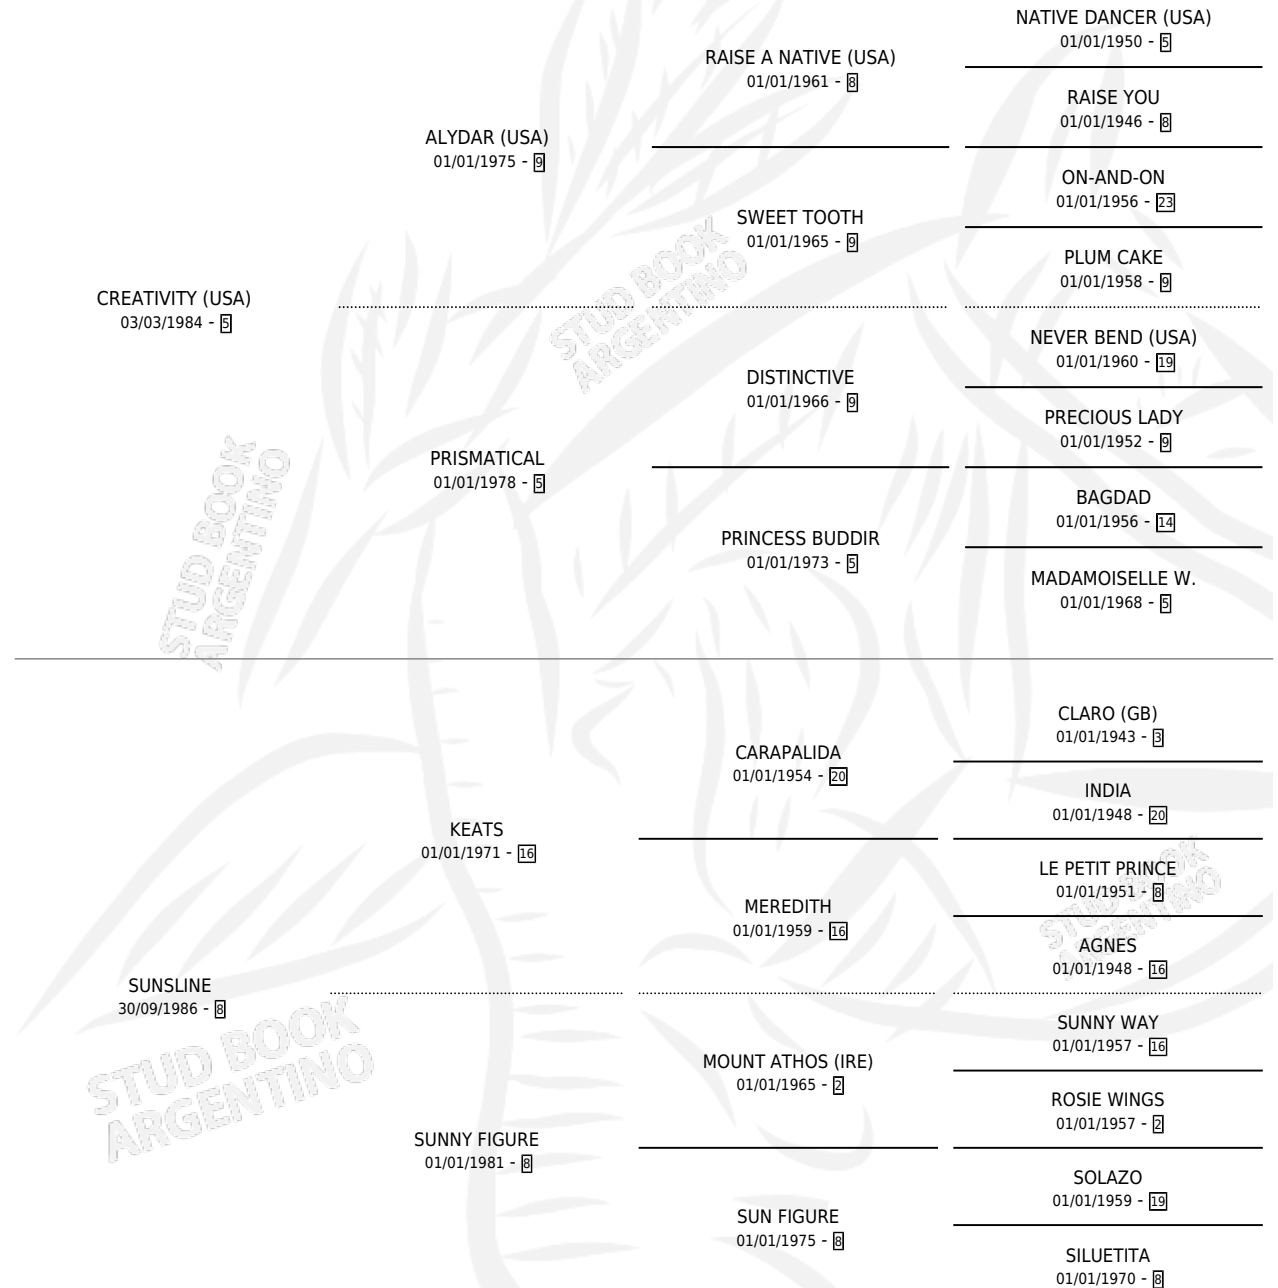 NATIVE DANCER (USA)
01/01/1950 - 5
RAISE A NATIVE (USA)
01/01/1961 - 8
RAISE YOU
01/01/1946 - 8
ALYDAR (USA)
01/01/1975 - 9
ON-AND-ON
01/01/1956 - 23
SWEET TOOTH
01/01/1965 - 9
PLUM CAKE
01/01/1958 - 9
CREATIVITY (USA)
03/03/1984 - 5
NEVER BEND (USA)
01/01/1960 - 19
DISTINCTIVE
01/01/1966 - 9
PRECIOUS LADY
01/01/1952 - 9
PRISMATICAL
01/01/1978 - 5
BAGDAD
01/01/1956 - 14
PRINCESS BUDDIR
01/01/1973 - 5
MADAMOISELLE W.
01/01/1968 - 5
CLARO (GB)
01/01/1943 - 3
CARAPALIDA
01/01/1954 - 20
INDIA
01/01/1948 - 20
KEATS
01/01/1971 - 16
LE PETIT PRINCE
01/01/1951 - 8
MEREDITH
01/01/1959 - 16
AGNES
01/01/1948 - 16
SUNSLINE
30/09/1986 - 8
SUNNY WAY
01/01/1957 - 16
MOUNT ATHOS (IRE)
01/01/1965 - 2
ROSIE WINGS
01/01/1957 - 2
SUNNY FIGURE
01/01/1981 - 8
SOLAZO
01/01/1959 - 19
SUN FIGURE
01/01/1975 - 8
SILUETITA
01/01/1970 - 8
STUD BOOK
ARGENTINO
STUD BOOK
ARGENTINO
STUD BOOK
ARGENTINO
STUD BOOK
ARGENTINO